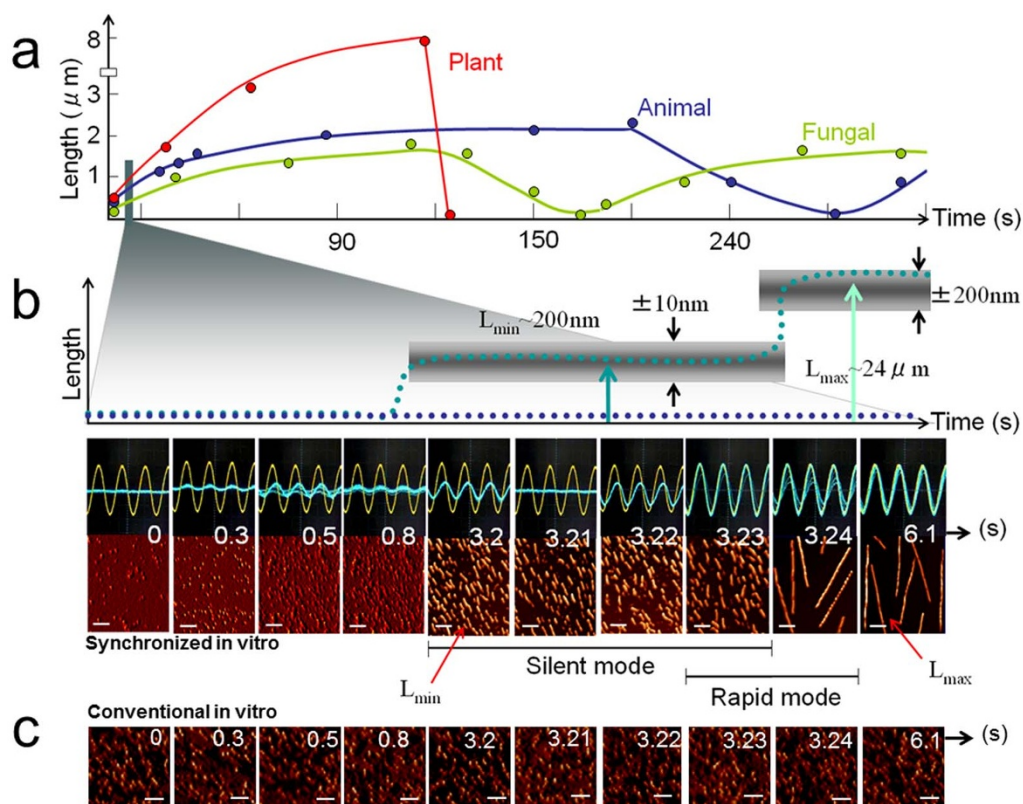 a
Length (μm)
8
3
2
1
Plant
Animal
Fungal
90
150
240
Time (s)
b
Length
L_min~200nm
±10nm
±200nm
L_max~24 μm
Time (s)
0 0.3 0.5 0.8 3.2 3.21 3.22 3.23 3.24 6.1 (s)
Synchronized in vitro
L_min
Silent mode
Rapid mode
L_max
c
Conventional in vitro
0 0.3 0.5 0.8 3.2 3.21 3.22 3.23 3.24 6.1 (s)